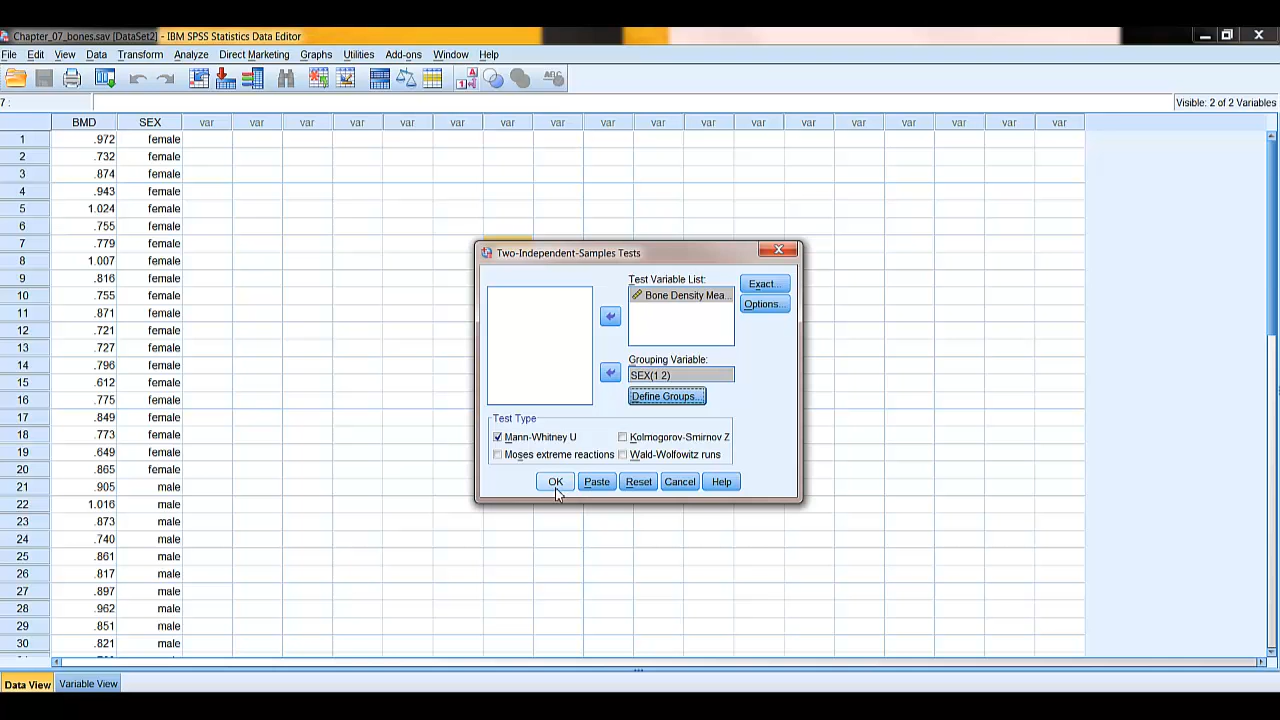 Chapter_07_bones.sav [DataSet2] - IBM SPSS Statistics Data Editor
File Edit View Data Transform Analyze Direct Marketing Graphs Utilities Add-ons Window Help
7 :
Visible: 2 of 2 Variables
BMD SEX var var var var var var var var var var var var var var var var var var
1 .972 female
2 .732 female
3 .874 female
4 .943 female
5 1.024 female
6 .755 female
7 .779 female
8 1.007 female
9 .816 female
10 .755 female
11 .871 female
12 .721 female
13 .727 female
14 .796 female
15 .612 female
16 .775 female
17 .849 female
18 .773 female
19 .649 female
20 .865 female
21 .905 male
22 1.016 male
23 .873 male
24 .740 male
25 .861 male
26 .817 male
27 .897 male
28 .962 male
29 .851 male
30 .821 male
Two-Independent-Samples Tests
Test Variable List:
Bone Density Mea...
Exact...
Options...
Grouping Variable:
SEX(1 2)
Define Groups...
Test Type
Mann-Whitney U Kolmogorov-Smirnov Z
Moses extreme reactions Wald-Wolfowitz runs
OK Paste Reset Cancel Help
Data View Variable View